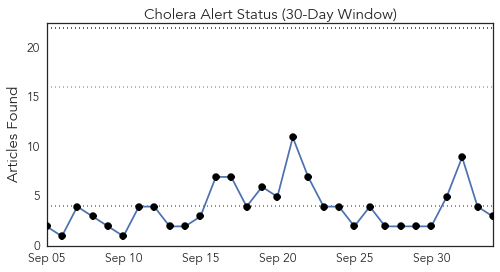 Cholera Alert Status (30-Day Window)
Articles Found
20
15
10
5
0
Sep 05 Sep 10 Sep 15 Sep 20 Sep 25 Sep 30